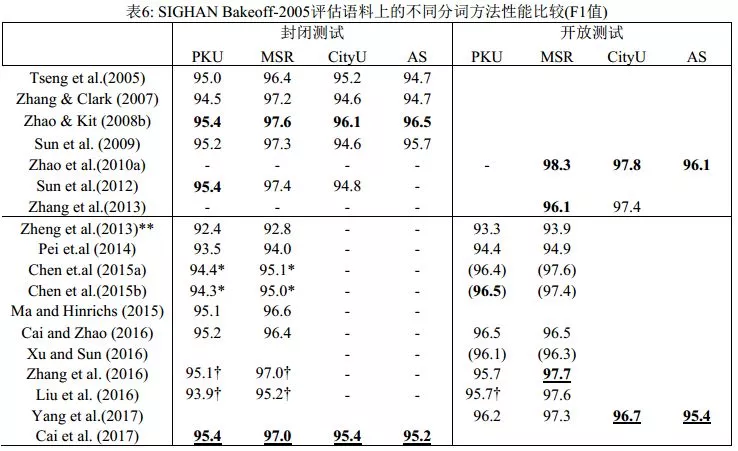 表6: SIGHAN Bakeoff-2005评估语料上的不同分词方法性能比较(F1值)
封闭测试 开放测试
PKU MSR CityU AS PKU MSR CityU AS
Tseng et al.(2005) 95.0 96.4 95.2 94.7
Zhang & Clark (2007) 94.5 97.2 94.6 94.7
Zhao & Kit (2008b) 95.4 97.6 96.1 96.5
Sun et al. (2009) 95.2 97.3 94.6 95.7
Zhao et al.(2010a) - - - - - 98.3 97.8 96.1
Sun et al.(2012) 95.4 97.4 94.8 -
Zhang et al.(2013) - - - - 96.1 97.4
Zheng et al.(2013)** 92.4 92.8 - - 93.3 93.9
Pei et.al (2014) 93.5 94.0 - - 94.4 94.9
Chen et.al (2015a) 94.4* 95.1* - - (96.4) (97.6)
Chen et al.(2015b) 94.3* 95.0* - - (96.5) (97.4)
Ma and Hinrichs (2015) 95.1 96.6 - -
Cai and Zhao (2016) 95.2 96.4 - - 96.5 96.5
Xu and Sun (2016) - - (96.1) (96.3)
Zhang et al. (2016) 95.1† 97.0† - - 95.7 97.7
Liu et al. (2016) 93.9† 95.2† - - 95.7† 97.6
Yang et al.(2017) - - 96.2 97.3 96.7 95.4
Cai et al. (2017) 95.4 97.0 95.4 95.2